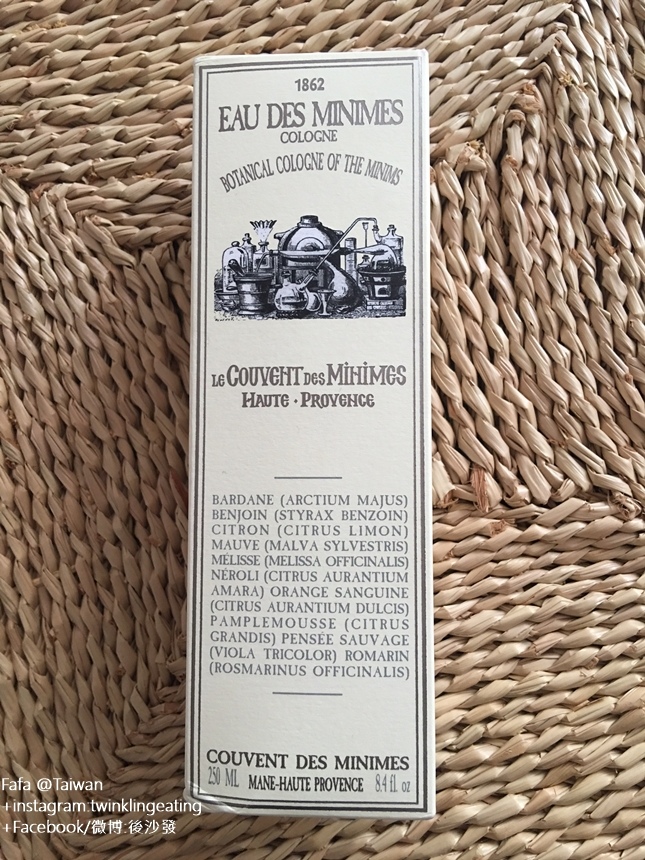 1862
EAU DES MINIMES
COLOGNE
BOTANICAL COLOGNE OF THE MINIMS
LE COUVENT DES MINIMES
HAUTE · PROVENCE
BARDANE (ARCTIUM MAJUS)
BENJOIN (STYRAX BENZOIN)
CITRON (CITRUS LIMON)
MAUVE (MALVA SYLVESTRIS)
MÉLISSE (MELISSA OFFICINALIS)
NÉROLI (CITRUS AURANTIUM
AMARA) ORANGE SANGUINE
(CITRUS AURANTIUM DULCIS)
PAMPLEMOUSSE (CITRUS
GRANDIS) PENSÉE SAUVAGE
(VIOLA TRICOLOR) ROMARIN
(ROSMARINUS OFFICINALIS)
COUVENT DES MINIMES
250 ML MANE-HAUTE PROVENCE 8.4 fl. oz
Fafa @Taiwan
+instagram twinklingeating
+Facebook/微博:後沙發